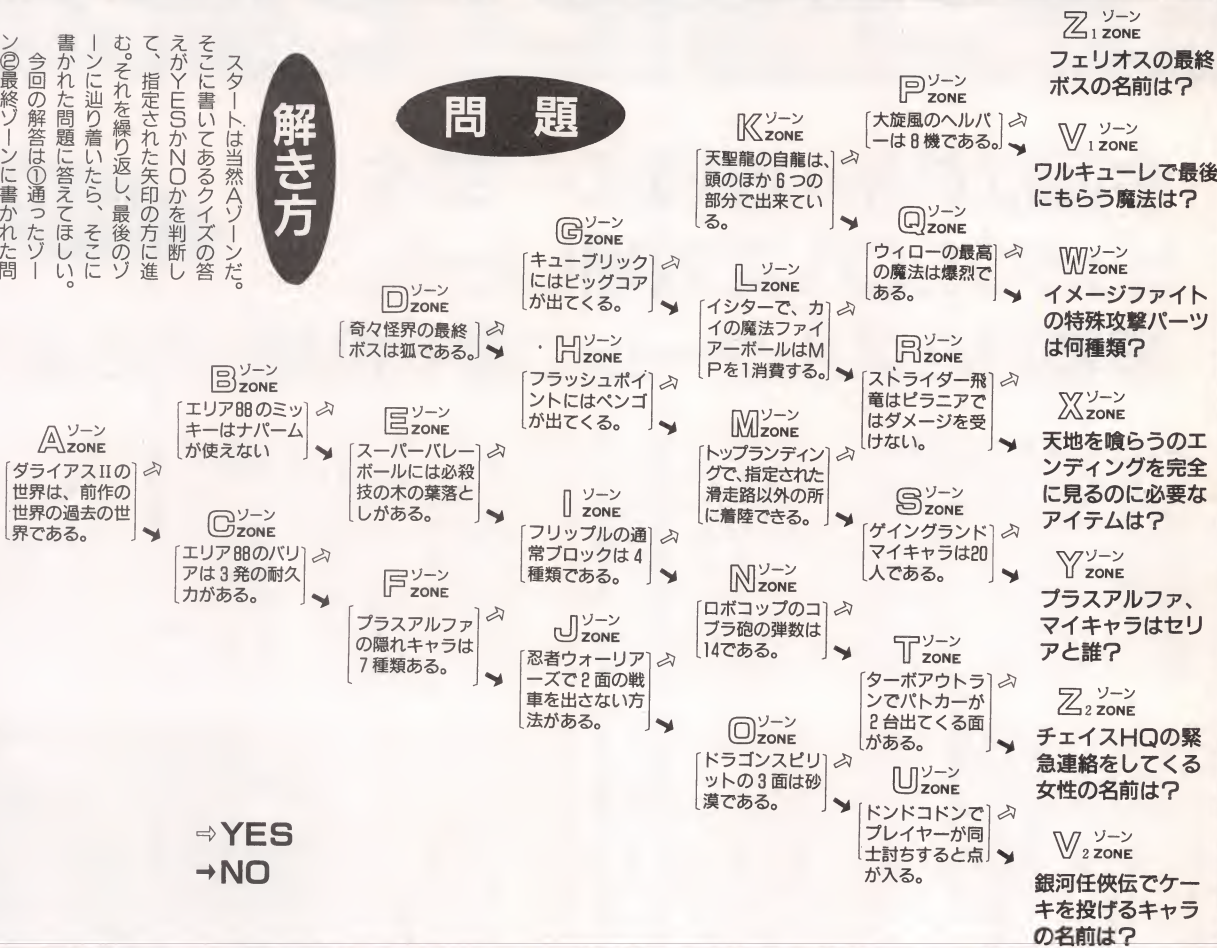 問題
解き方
スタートは当然Aゾーンだ。
そこに書いてあるクイズの答
えがYESかNOかを判断し
て、指定された矢印の方に進
む。それを繰り返し、最後のゾ
ーンに辿り着いたら、そこに
書かれた問題に答えてほしい。
今回の解答は①通ったゾー
ン②最終ゾーンに書かれた問
A ゾーン
ZONE
ダライアスIIの
世界は、前作の
世界の過去の世
界である。
B ゾーン
ZONE
エリア88のミッ
キーはナパーム
が使えない
C ゾーン
ZONE
エリア88のバリ
アは3発の耐久
力がある。
D ゾーン
ZONE
奇々怪界の最終
ボスは狐である。
E ゾーン
ZONE
スーパーバレー
ボールには必殺
技の木の葉落と
しがある。
F ゾーン
ZONE
プラスアルファ
の隠れキャラは
7種類ある。
G ゾーン
ZONE
キューブリック
にはビッグコア
が出てくる。
H ゾーン
ZONE
フラッシュポイ
ントにはペンゴ
が出てくる。
I ゾーン
ZONE
フリップルの通
常ブロックは4
種類である。
J ゾーン
ZONE
忍者ウォーリア
ーズで2面の戦
車を出さない方
法がある。
K ゾーン
ZONE
天聖龍の自龍は、
頭のほか6つの
部分で出来てい
る。
L ゾーン
ZONE
イシターで、カ
イの魔法ファイ
アーボールはM
Pを1消費する。
M ゾーン
ZONE
トップランディン
グで、指定された
滑走路以外の所
に着陸できる。
N ゾーン
ZONE
ロボコップのコ
ブラ砲の弾数は
14である。
O ゾーン
ZONE
ドラゴンスピリ
ットの3面は砂
漠である。
P ゾーン
ZONE
大旋風のヘルパ
ーは8機である。
Q ゾーン
ZONE
ウィローの最高
の魔法は爆烈で
ある。
R ゾーン
ZONE
ストライダー飛
竜はピラニアで
はダメージを受
けない。
S ゾーン
ZONE
ゲイングランド
マイキャラは20
人である。
T ゾーン
ZONE
ターボアウトラ
ンでパトカーが
2台出てくる面
がある。
U ゾーン
ZONE
ドンドコドンで
プレイヤーが同
士討ちすると点
が入る。
Z1 ゾーン
ZONE
フェリオスの最終
ボスの名前は?
V1 ゾーン
ZONE
ワルキューレで最後
にもらう魔法は?
W ゾーン
ZONE
イメージファイト
の特殊攻撃パーツ
は何種類?
X ゾーン
ZONE
天地を喰らうのエ
ンディングを完全
に見るのに必要な
アイテムは?
Y ゾーン
ZONE
プラスアルファ、
マイキャラはセリ
アと誰?
Z2 ゾーン
ZONE
チェイスHQの緊
急連絡をしてくる
女性の名前は?
V2 ゾーン
ZONE
銀河任侠伝でケー
キを投げるキャラ
の名前は?
⇨YES
→NO